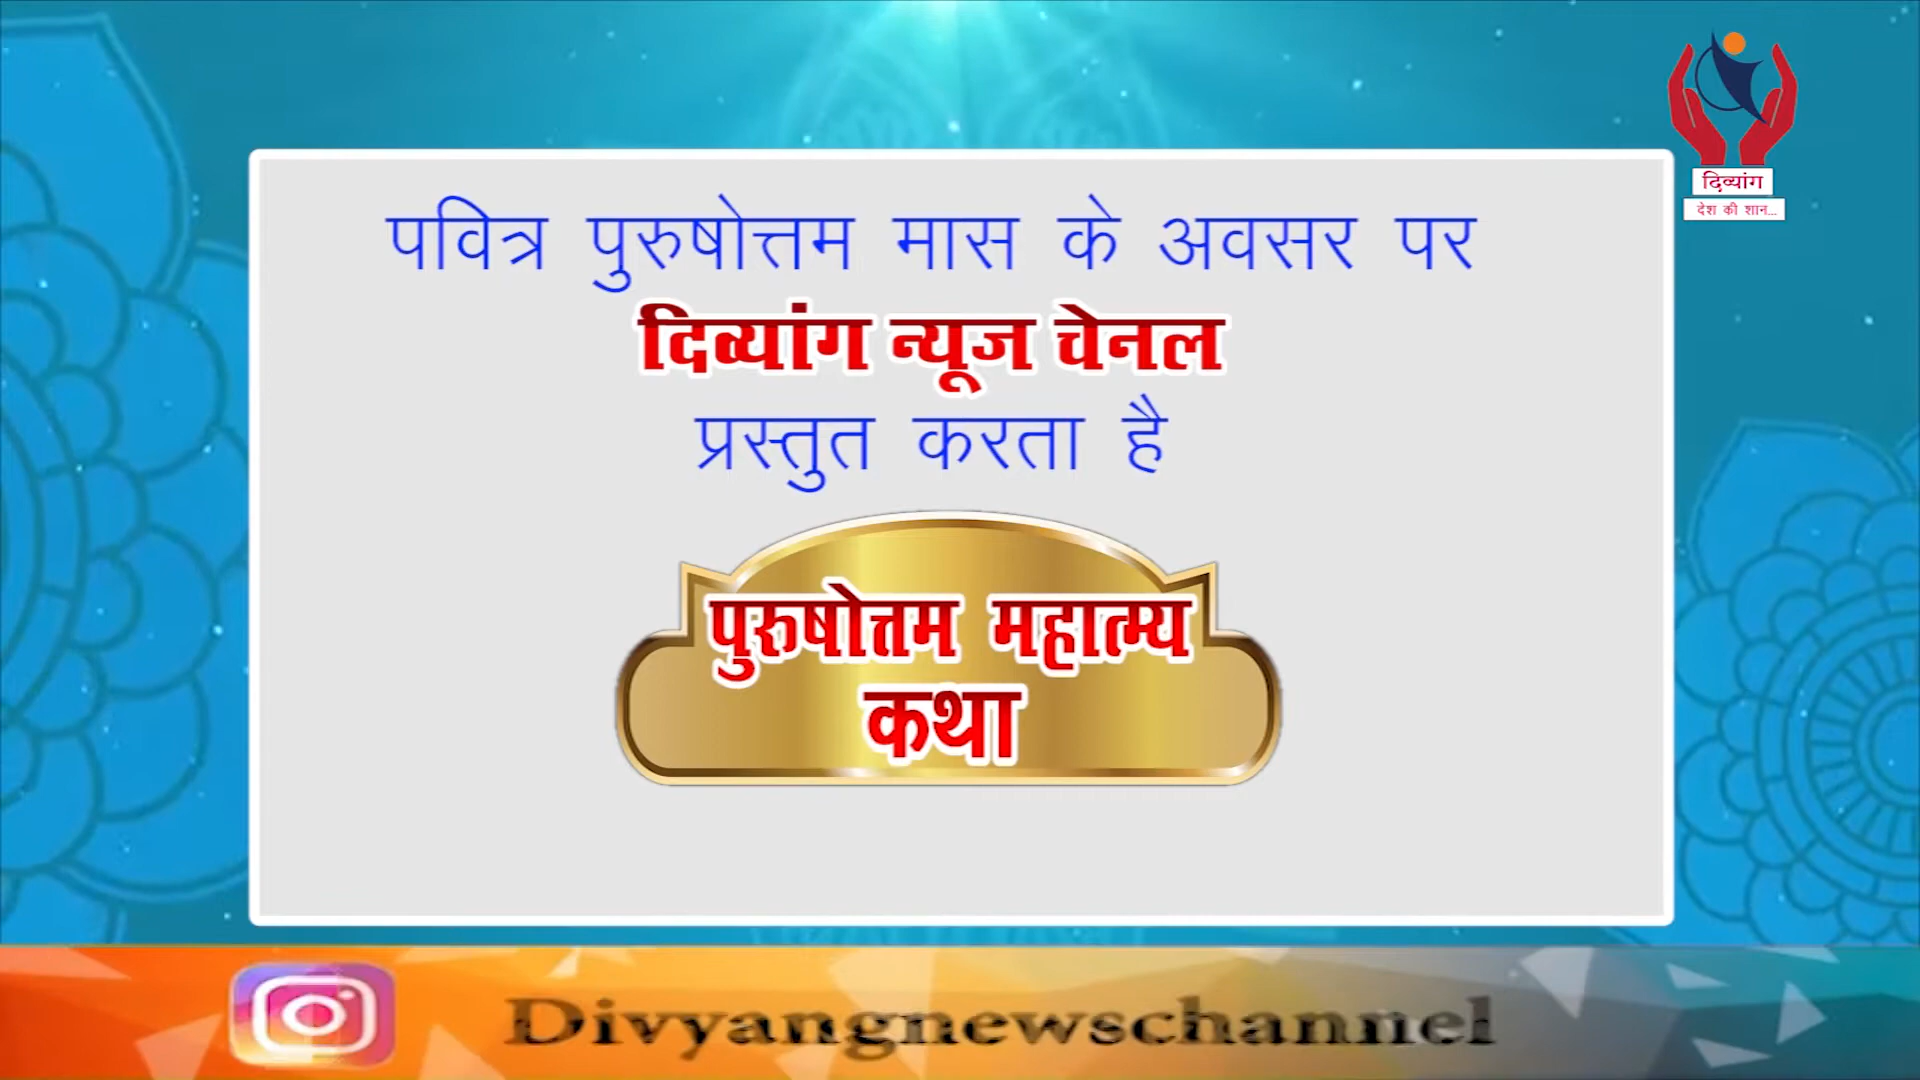 दिव्यांग
देश की शान...
पवित्र पुरुषोत्तम मास के अवसर पर
दिव्यांग न्यूज चेनल
प्रस्तुत करता है
पुरुषोत्तम महात्म्य
कथा
Divyangnewschannel